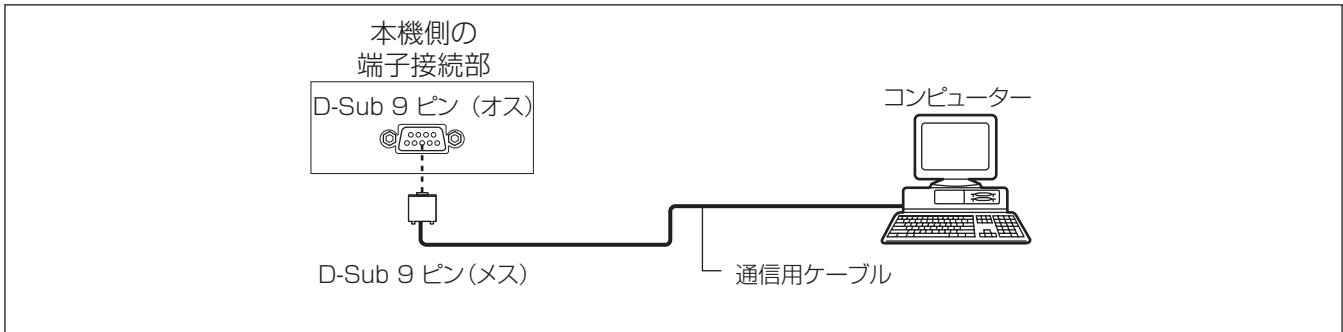 本機側の
端子接続部
D-Sub 9 ピン（オス）
コンピューター
D-Sub 9 ピン（メス）
通信用ケーブル